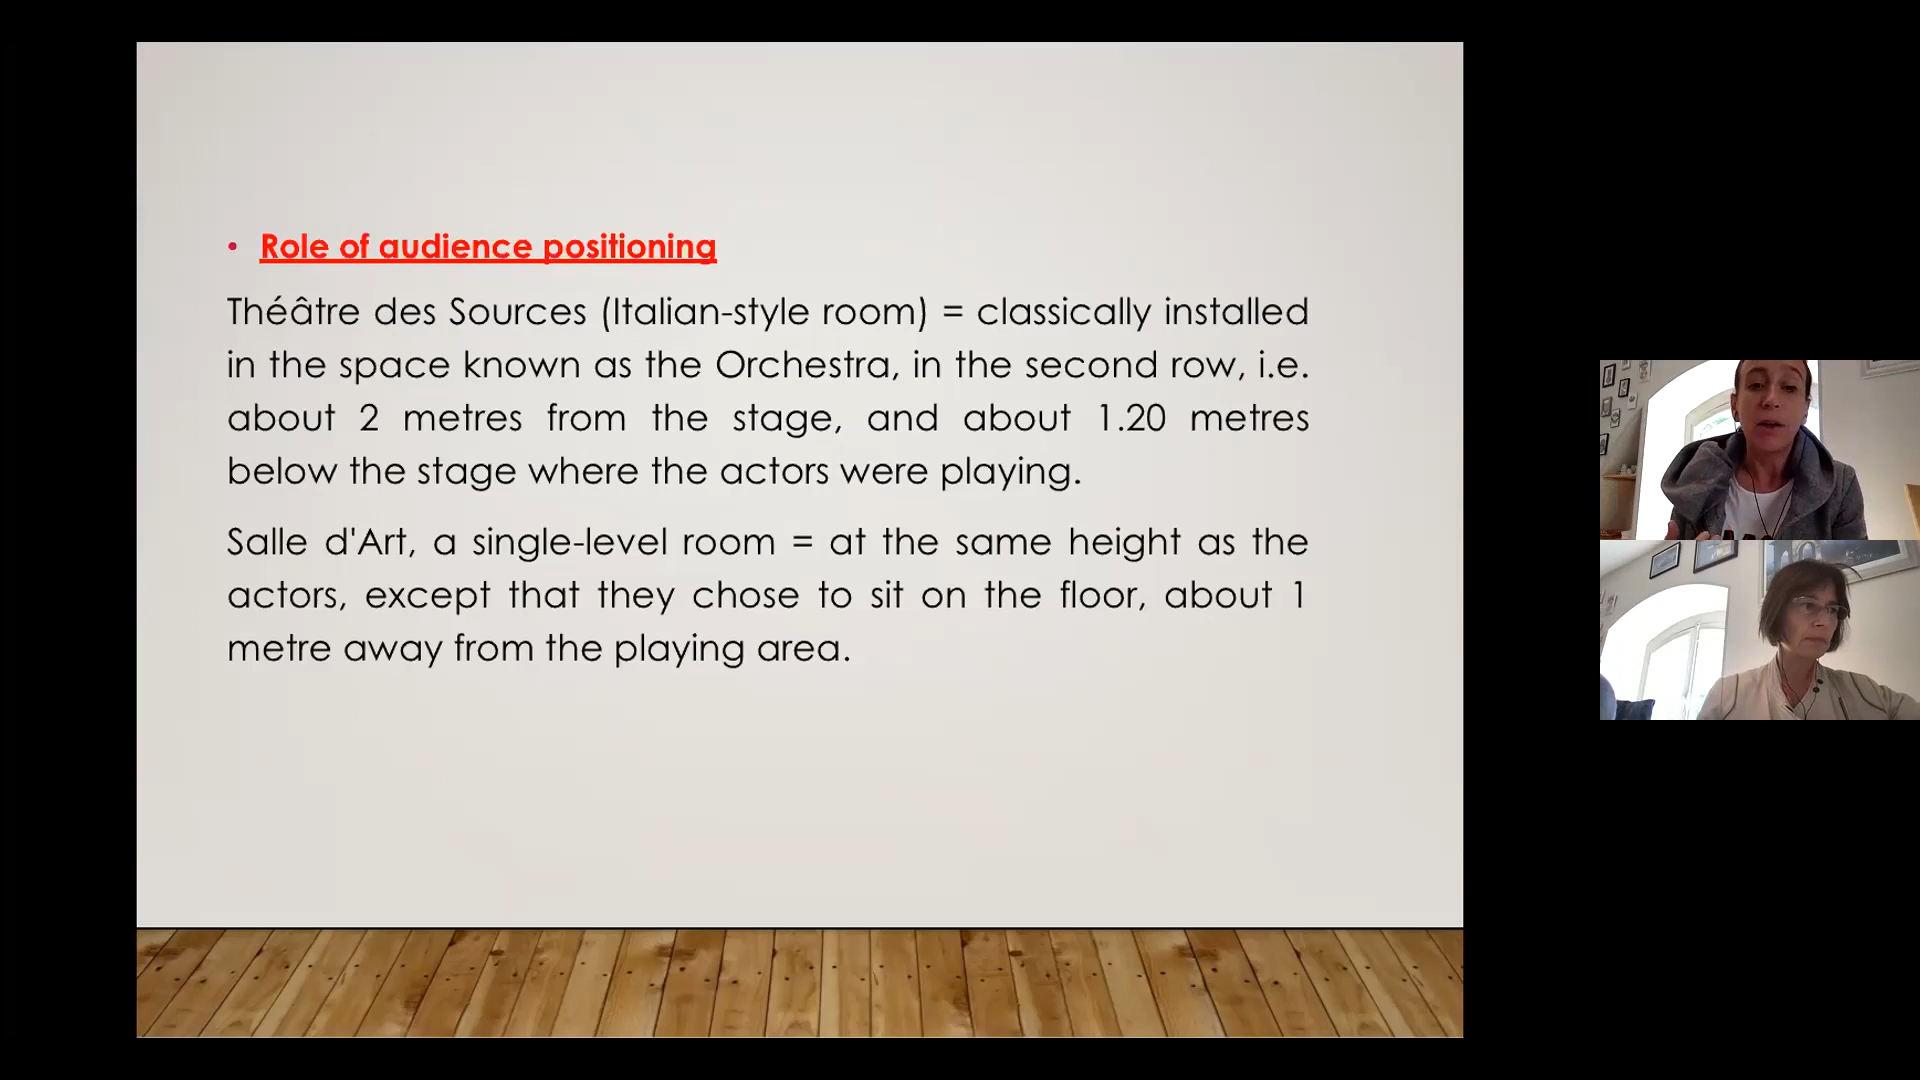 • Role of audience positioning
Théâtre des Sources (Italian-style room) = classically installed
in the space known as the Orchestra, in the second row, i.e.
about 2 metres from the stage, and about 1.20 metres
below the stage where the actors were playing.
Salle d'Art, a single-level room = at the same height as the
actors, except that they chose to sit on the floor, about 1
metre away from the playing area.